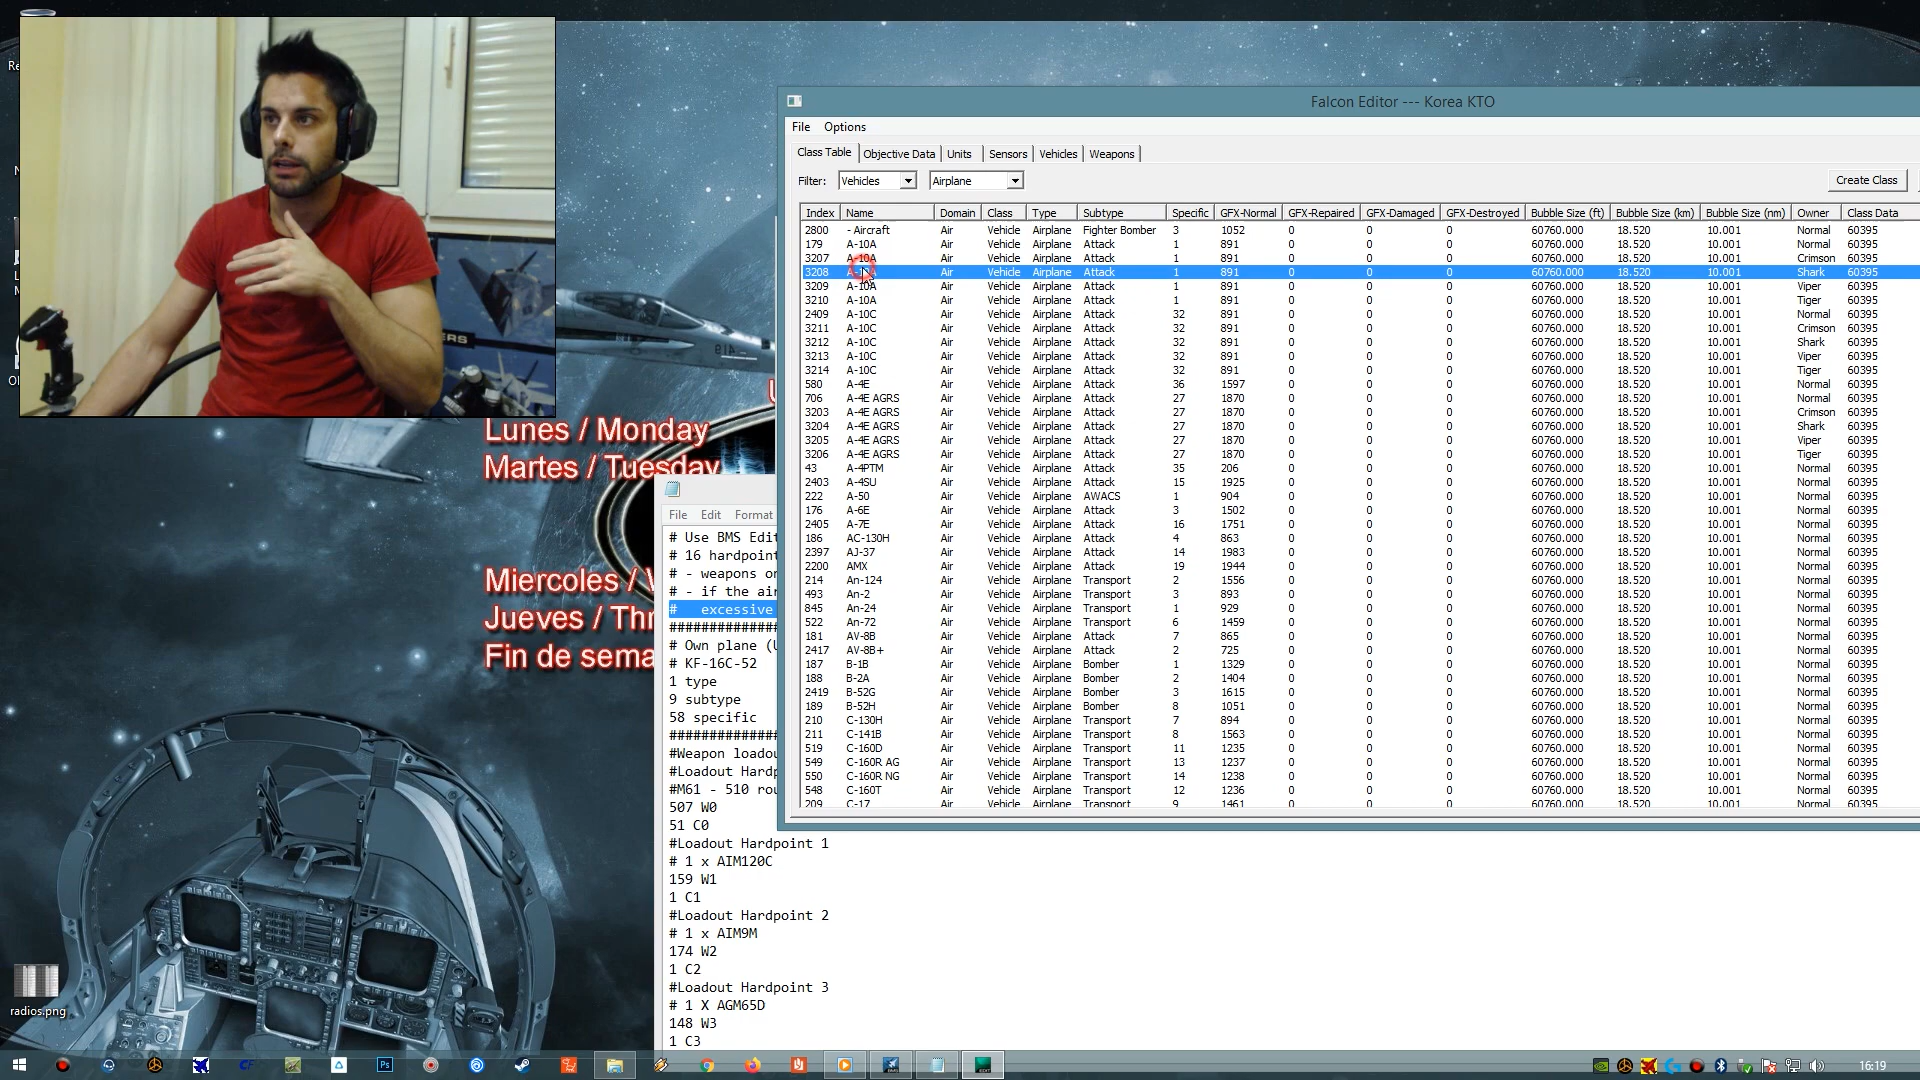 Falcon Editor --- Korea KTO
File Options
Class Table Objective Data Units Sensors Vehicles Weapons
Filter: Vehicles Airplane Create Class
Index Name Domain Class Type Subtype Specific GFX-Normal GFX-Repaired GFX-Damaged GFX-Destroyed Bubble Size (ft) Bubble Size (km) Bubble Size (nm) Owner Class Data
2800 - Aircraft Air Vehicle Airplane Fighter Bomber 3 1052 0 0 0 60760.000 18.520 10.001 Normal 60395
179 A-10A Air Vehicle Airplane Attack 1 891 0 0 0 60760.000 18.520 10.001 Normal 60395
3207 A-10A Air Vehicle Airplane Attack 1 891 0 0 0 60760.000 18.520 10.001 Crimson 60395
3208 A-10A Air Vehicle Airplane Attack 1 891 0 0 0 60760.000 18.520 10.001 Shark 60395
3209 A-10A Air Vehicle Airplane Attack 1 891 0 0 0 60760.000 18.520 10.001 Viper 60395
3210 A-10A Air Vehicle Airplane Attack 1 891 0 0 0 60760.000 18.520 10.001 Tiger 60395
2409 A-10C Air Vehicle Airplane Attack 32 891 0 0 0 60760.000 18.520 10.001 Normal 60395
3211 A-10C Air Vehicle Airplane Attack 32 891 0 0 0 60760.000 18.520 10.001 Crimson 60395
3212 A-10C Air Vehicle Airplane Attack 32 891 0 0 0 60760.000 18.520 10.001 Shark 60395
3213 A-10C Air Vehicle Airplane Attack 32 891 0 0 0 60760.000 18.520 10.001 Viper 60395
3214 A-10C Air Vehicle Airplane Attack 32 891 0 0 0 60760.000 18.520 10.001 Tiger 60395
580 A-4E Air Vehicle Airplane Attack 36 1597 0 0 0 60760.000 18.520 10.001 Normal 60395
706 A-4E AGRS Air Vehicle Airplane Attack 27 1870 0 0 0 60760.000 18.520 10.001 Normal 60395
3203 A-4E AGRS Air Vehicle Airplane Attack 27 1870 0 0 0 60760.000 18.520 10.001 Crimson 60395
3204 A-4E AGRS Air Vehicle Airplane Attack 27 1870 0 0 0 60760.000 18.520 10.001 Shark 60395
3205 A-4E AGRS Air Vehicle Airplane Attack 27 1870 0 0 0 60760.000 18.520 10.001 Viper 60395
3206 A-4E AGRS Air Vehicle Airplane Attack 27 1870 0 0 0 60760.000 18.520 10.001 Tiger 60395
43 A-4PTM Air Vehicle Airplane Attack 35 206 0 0 0 60760.000 18.520 10.001 Normal 60395
2403 A-4SU Air Vehicle Airplane Attack 15 1925 0 0 0 60760.000 18.520 10.001 Normal 60395
222 A-50 Air Vehicle Airplane AWACS 1 904 0 0 0 60760.000 18.520 10.001 Normal 60395
176 A-6E Air Vehicle Airplane Attack 3 1502 0 0 0 60760.000 18.520 10.001 Normal 60395
2405 A-7E Air Vehicle Airplane Attack 16 1751 0 0 0 60760.000 18.520 10.001 Normal 60395
186 AC-130H Air Vehicle Airplane Attack 4 863 0 0 0 60760.000 18.520 10.001 Normal 60395
2397 AJ-37 Air Vehicle Airplane Attack 14 1983 0 0 0 60760.000 18.520 10.001 Normal 60395
2200 AMX Air Vehicle Airplane Attack 19 1944 0 0 0 60760.000 18.520 10.001 Normal 60395
214 An-124 Air Vehicle Airplane Transport 2 1556 0 0 0 60760.000 18.520 10.001 Normal 60395
493 An-2 Air Vehicle Airplane Transport 3 893 0 0 0 60760.000 18.520 10.001 Normal 60395
845 An-24 Air Vehicle Airplane Transport 1 929 0 0 0 60760.000 18.520 10.001 Normal 60395
522 An-72 Air Vehicle Airplane Transport 6 1459 0 0 0 60760.000 18.520 10.001 Normal 60395
181 AV-8B Air Vehicle Airplane Attack 7 865 0 0 0 60760.000 18.520 10.001 Normal 60395
2417 AV-8B+ Air Vehicle Airplane Attack 2 725 0 0 0 60760.000 18.520 10.001 Normal 60395
187 B-1B Air Vehicle Airplane Bomber 1 1329 0 0 0 60760.000 18.520 10.001 Normal 60395
188 B-2A Air Vehicle Airplane Bomber 2 1404 0 0 0 60760.000 18.520 10.001 Normal 60395
2419 B-52G Air Vehicle Airplane Bomber 3 1615 0 0 0 60760.000 18.520 10.001 Normal 60395
189 B-52H Air Vehicle Airplane Bomber 8 1051 0 0 0 60760.000 18.520 10.001 Normal 60395
210 C-130H Air Vehicle Airplane Transport 7 894 0 0 0 60760.000 18.520 10.001 Normal 60395
211 C-141B Air Vehicle Airplane Transport 8 1563 0 0 0 60760.000 18.520 10.001 Normal 60395
519 C-160D Air Vehicle Airplane Transport 11 1235 0 0 0 60760.000 18.520 10.001 Normal 60395
549 C-160R AG Air Vehicle Airplane Transport 13 1237 0 0 0 60760.000 18.520 10.001 Normal 60395
550 C-160R NG Air Vehicle Airplane Transport 14 1238 0 0 0 60760.000 18.520 10.001 Normal 60395
548 C-160T Air Vehicle Airplane Transport 12 1236 0 0 0 60760.000 18.520 10.001 Normal 60395
209 C-17 Air Vehicle Airplane Transport 9 1461 0 0 0 60760.000 18.520 10.001 Normal 60395
Lunes / Monday
Martes / Tuesday
Miercoles /
Jueves / Thr
Fin de sema
File Edit Format
# Use BMS Edit
# 16 hardpoint
# - weapons on
# - if the air
#   excessive
##############
# Own plane (U
# KF-16C-52
1 type
9 subtype
58 specific
##############
#Weapon loadou
#Loadout Hardp
#M61 - 510 rou
507 W0
51 C0
#Loadout Hardpoint 1
# 1 x AIM120C
159 W1
1 C1
#Loadout Hardpoint 2
# 1 x AIM9M
174 W2
1 C2
#Loadout Hardpoint 3
# 1 X AGM65D
148 W3
1 C3
radios.png
16:19